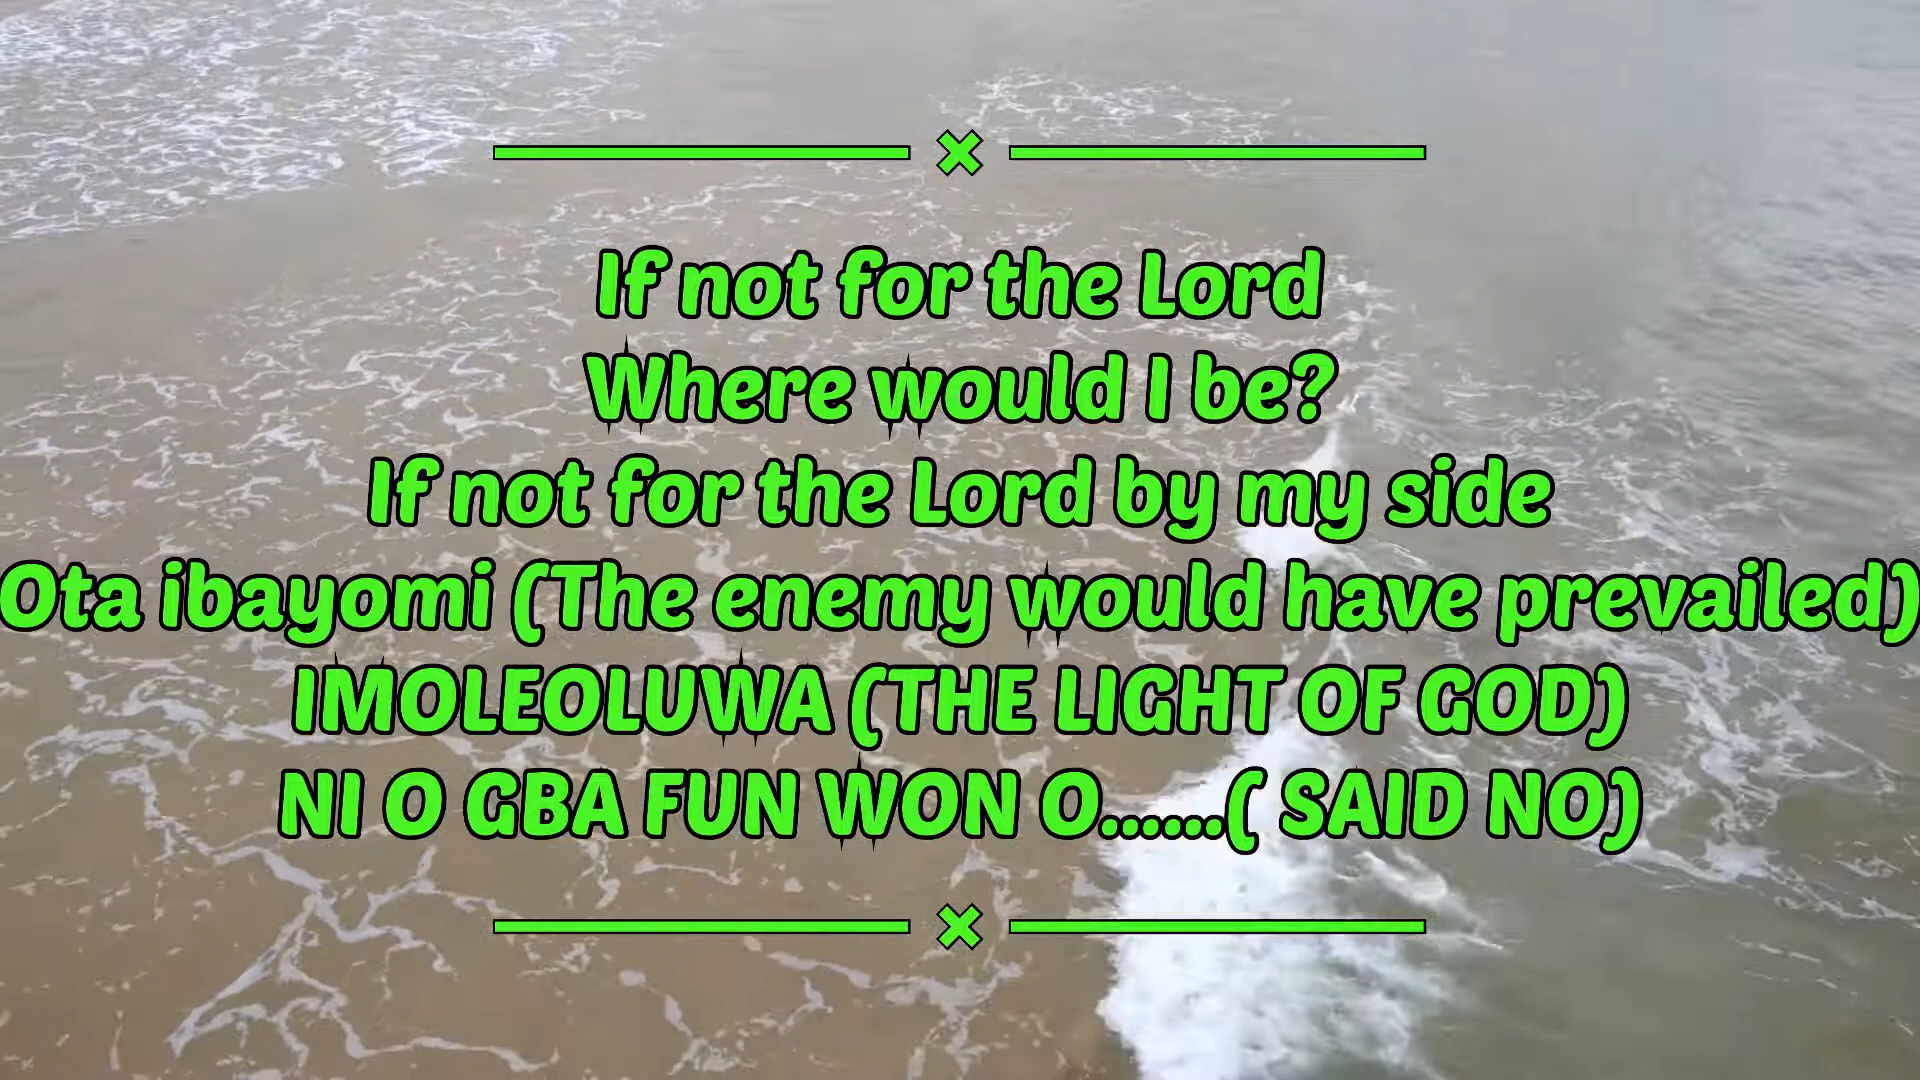 If not for the Lord
Where would I be?
If not for the Lord by my side
Ota ibayomi (The enemy would have prevailed)
IMOLEOLUWA (THE LIGHT OF GOD)
NI O GBA FUN WON O......( SAID NO)